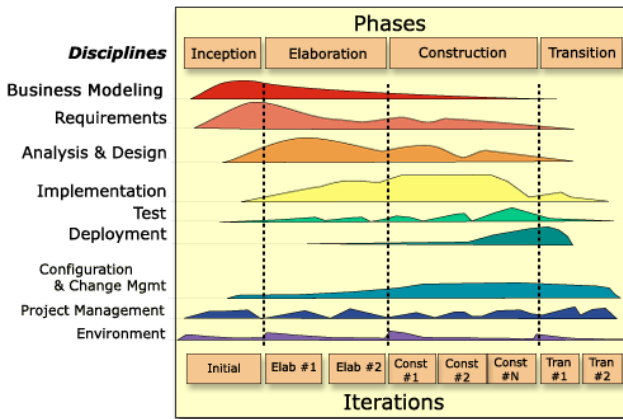 Phases
Disciplines
Inception
Elaboration
Construction
Transition
Business Modeling
Requirements
Analysis & Design
Implementation
Test
Deployment
Configuration
& Change Mgmt
Project Management
Environment
Initial
Elab #1
Elab #2
Const
#1
Const
#2
Const
#N
Tran
#1
Tran
#2
Iterations